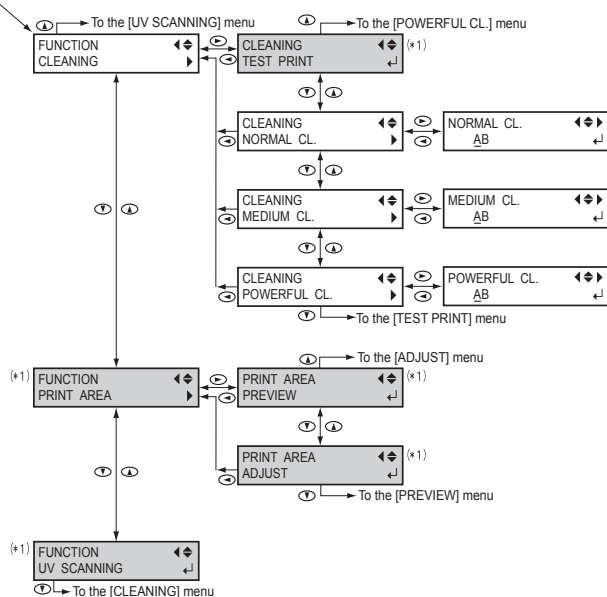 To the [UV SCANNING] menu
FUNCTION
CLEANING
To the [POWERFUL CL.] menu
CLEANING
TEST PRINT
(*1)
CLEANING
NORMAL CL.
NORMAL CL.
AB
CLEANING
MEDIUM CL.
MEDIUM CL.
AB
CLEANING
POWERFUL CL.
POWERFUL CL.
AB
To the [TEST PRINT] menu
(*1)
FUNCTION
PRINT AREA
To the [ADJUST] menu
PRINT AREA
PREVIEW
(*1)
PRINT AREA
ADJUST
(*1)
To the [PREVIEW] menu
(*1)
FUNCTION
UV SCANNING
To the [CLEANING] menu